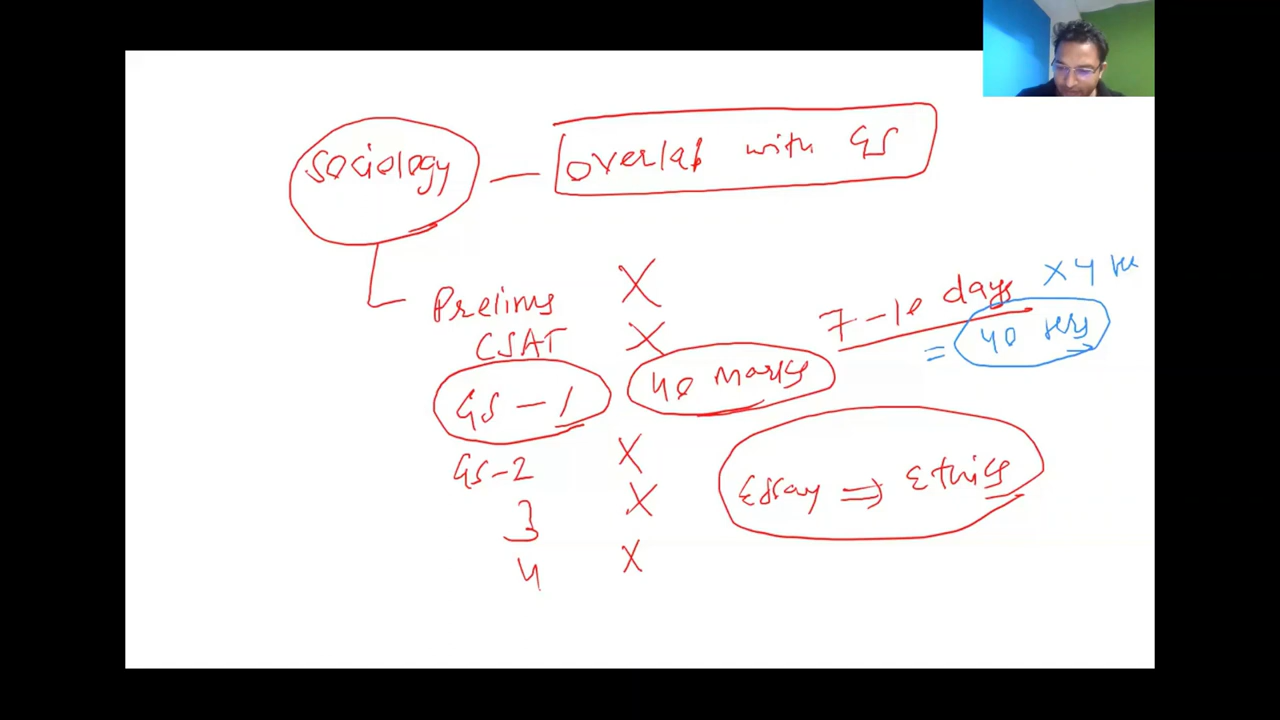 Sociology — overlap with GS
Prelims X
CSAT X
GS-1 40 marks
7-10 days
x 4
= 40 hrs
GS-2 X
3 X
4 X
Essay ⇒ Ethics